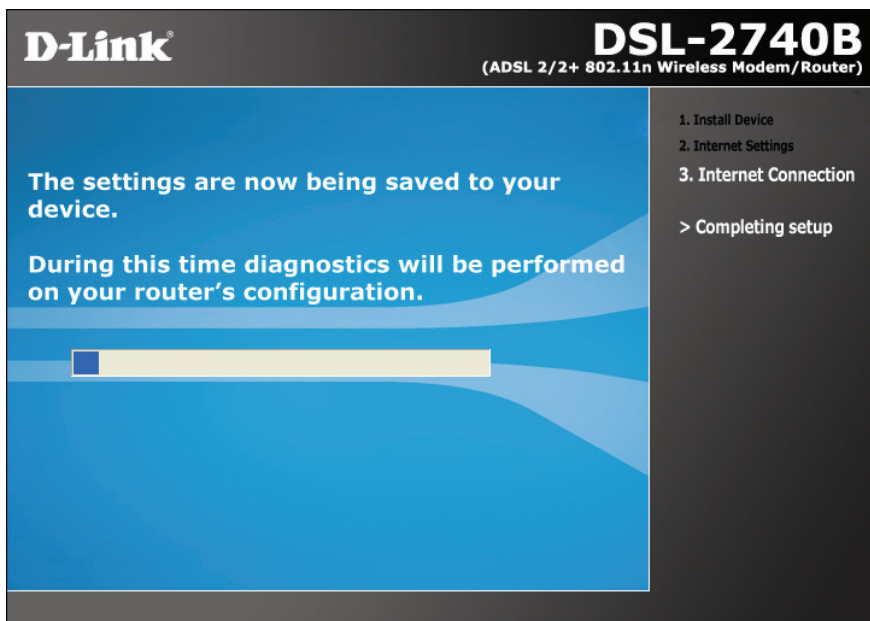 D-Link®
DSL-2740B
(ADSL 2/2+ 802.11n Wireless Modem/Router)
The settings are now being saved to your
device.
During this time diagnostics will be performed
on your router's configuration.
1. Install Device
2. Internet Settings
3. Internet Connection
> Completing setup